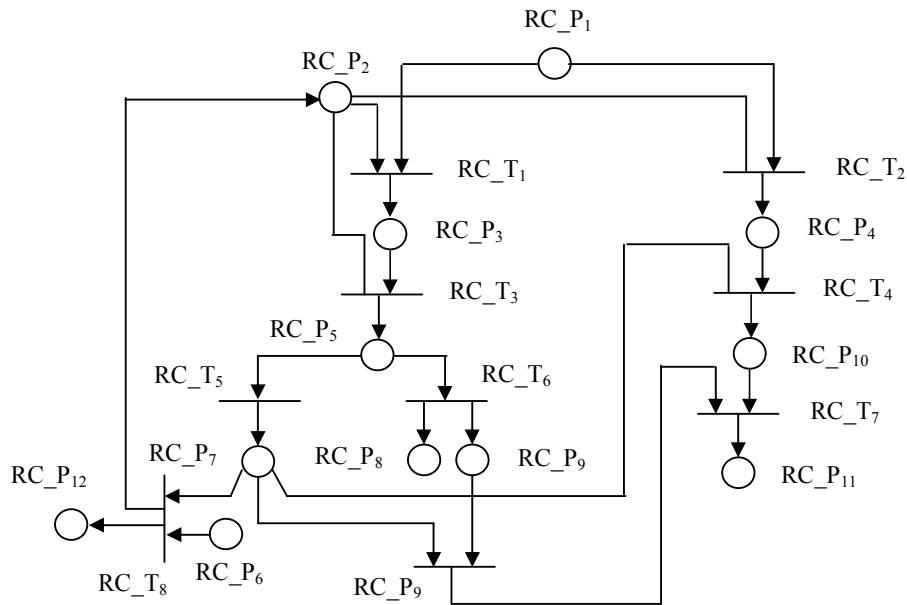 RC_P₁
RC_P₂
RC_T₁
RC_T₂
RC_P₃
RC_P₄
RC_T₃
RC_T₄
RC_P₅
RC_P₁₀
RC_T₅
RC_T₆
RC_T₇
RC_P₇
RC_P₈
RC_P₉
RC_P₁₁
RC_P₁₂
RC_P₆
RC_T₈
RC_P₉